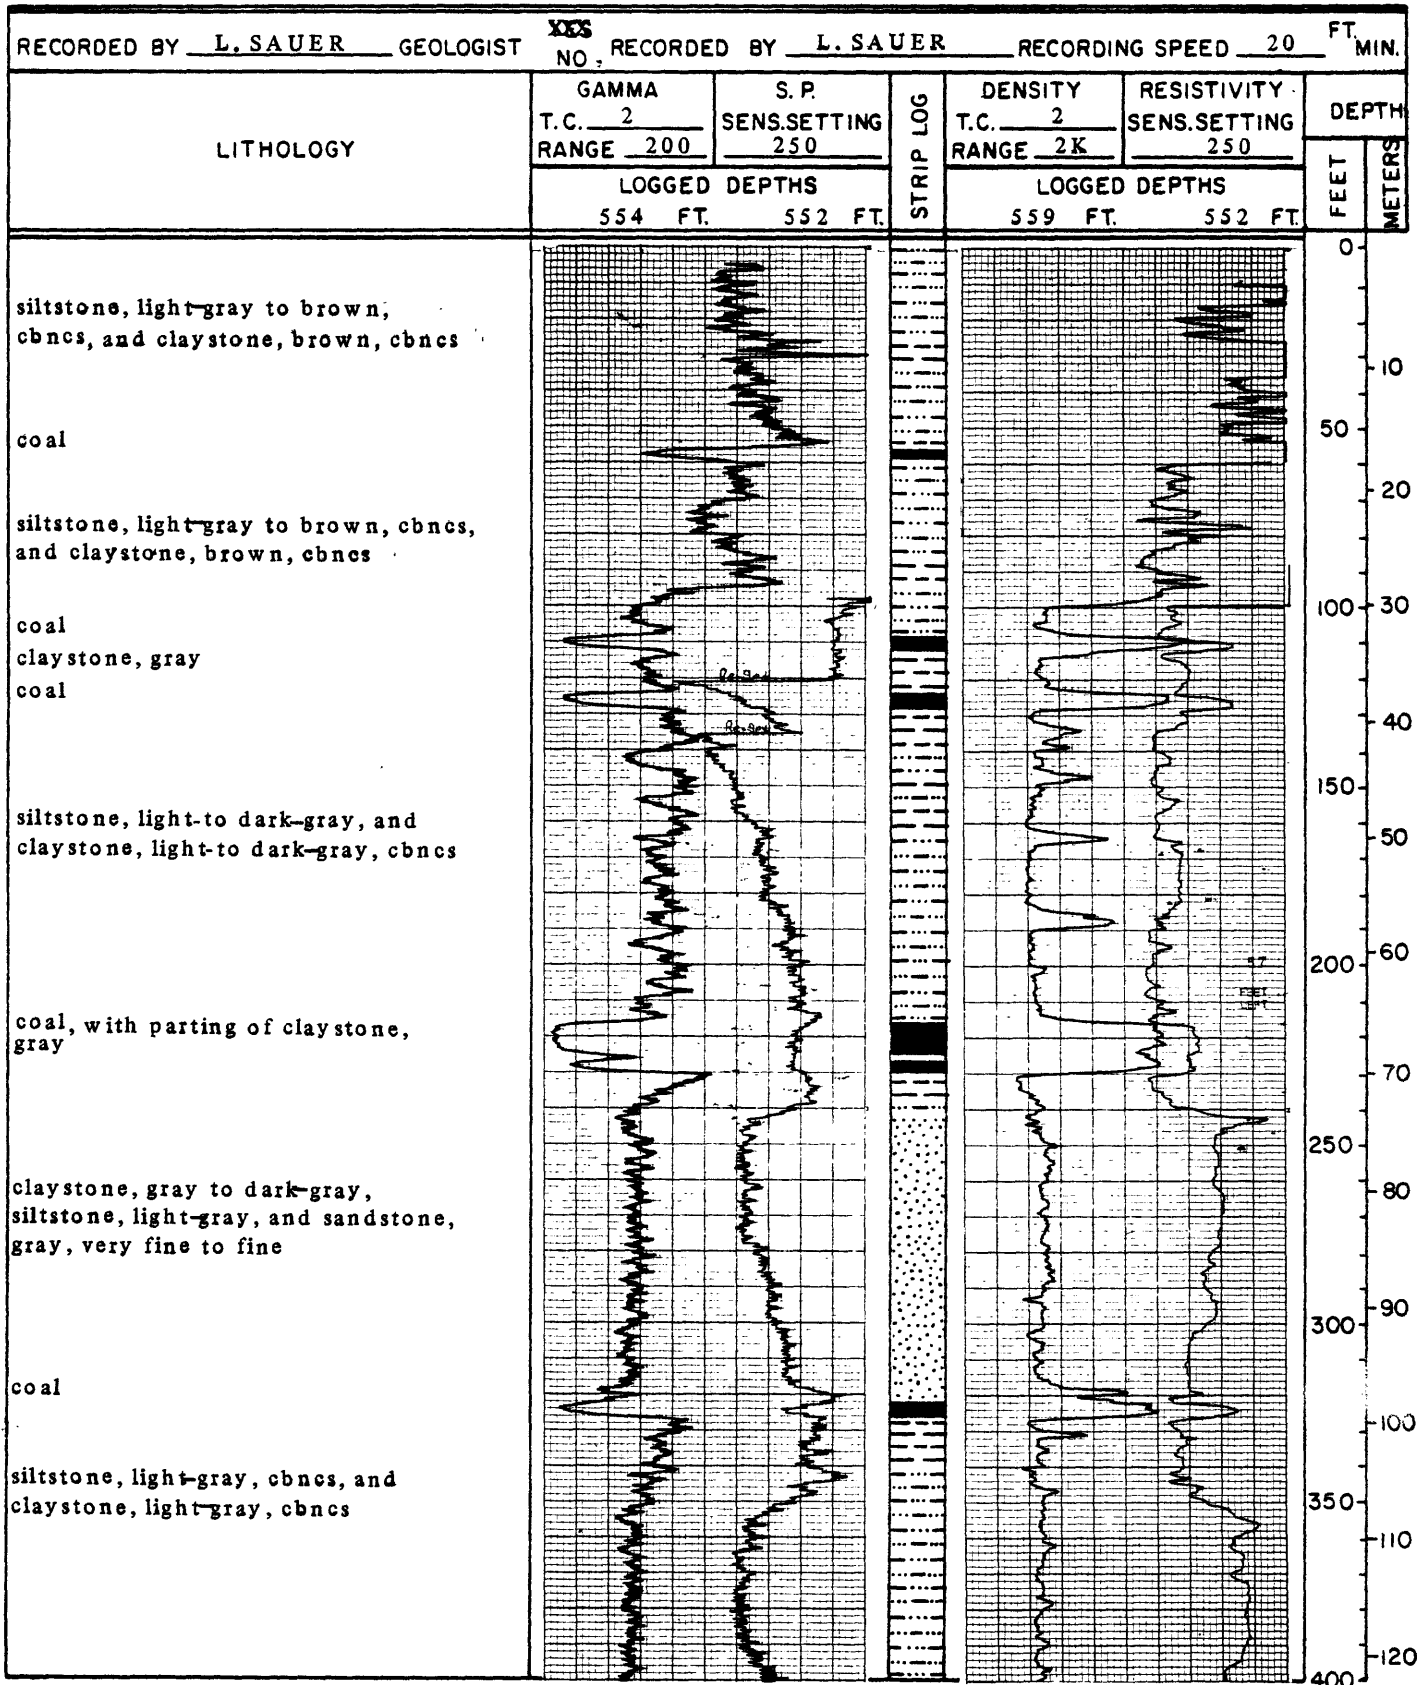 RECORDED BY L. SAUER GEOLOGIST XXS NO. RECORDED BY L. SAUER RECORDING SPEED 20 FT. MIN.
LITHOLOGY
GAMMA
T.C. 2
RANGE 200
S. P.
SENS. SETTING
250
LOGGED DEPTHS
554 FT. 552 FT.
STRIP LOG
DENSITY
T.C. 2
RANGE 2K
RESISTIVITY
SENS. SETTING
250
LOGGED DEPTHS
559 FT. 552 FT.
DEPTH
FEET
METERS
siltstone, light-gray to brown,
cbncs, and claystone, brown, cbncs
coal
siltstone, light-gray to brown, cbncs,
and claystone, brown, cbncs
coal
claystone, gray
coal
siltstone, light-to dark-gray, and
claystone, light-to dark-gray, cbncs
coal, with parting of claystone,
gray
claystone, gray to dark-gray,
siltstone, light-gray, and sandstone,
gray, very fine to fine
coal
siltstone, light-gray, cbncs, and
claystone, light-gray, cbncs
0
10
50
20
100 30
40
150
50
200 60
70
250
80
90
300
100
350
110
120
400